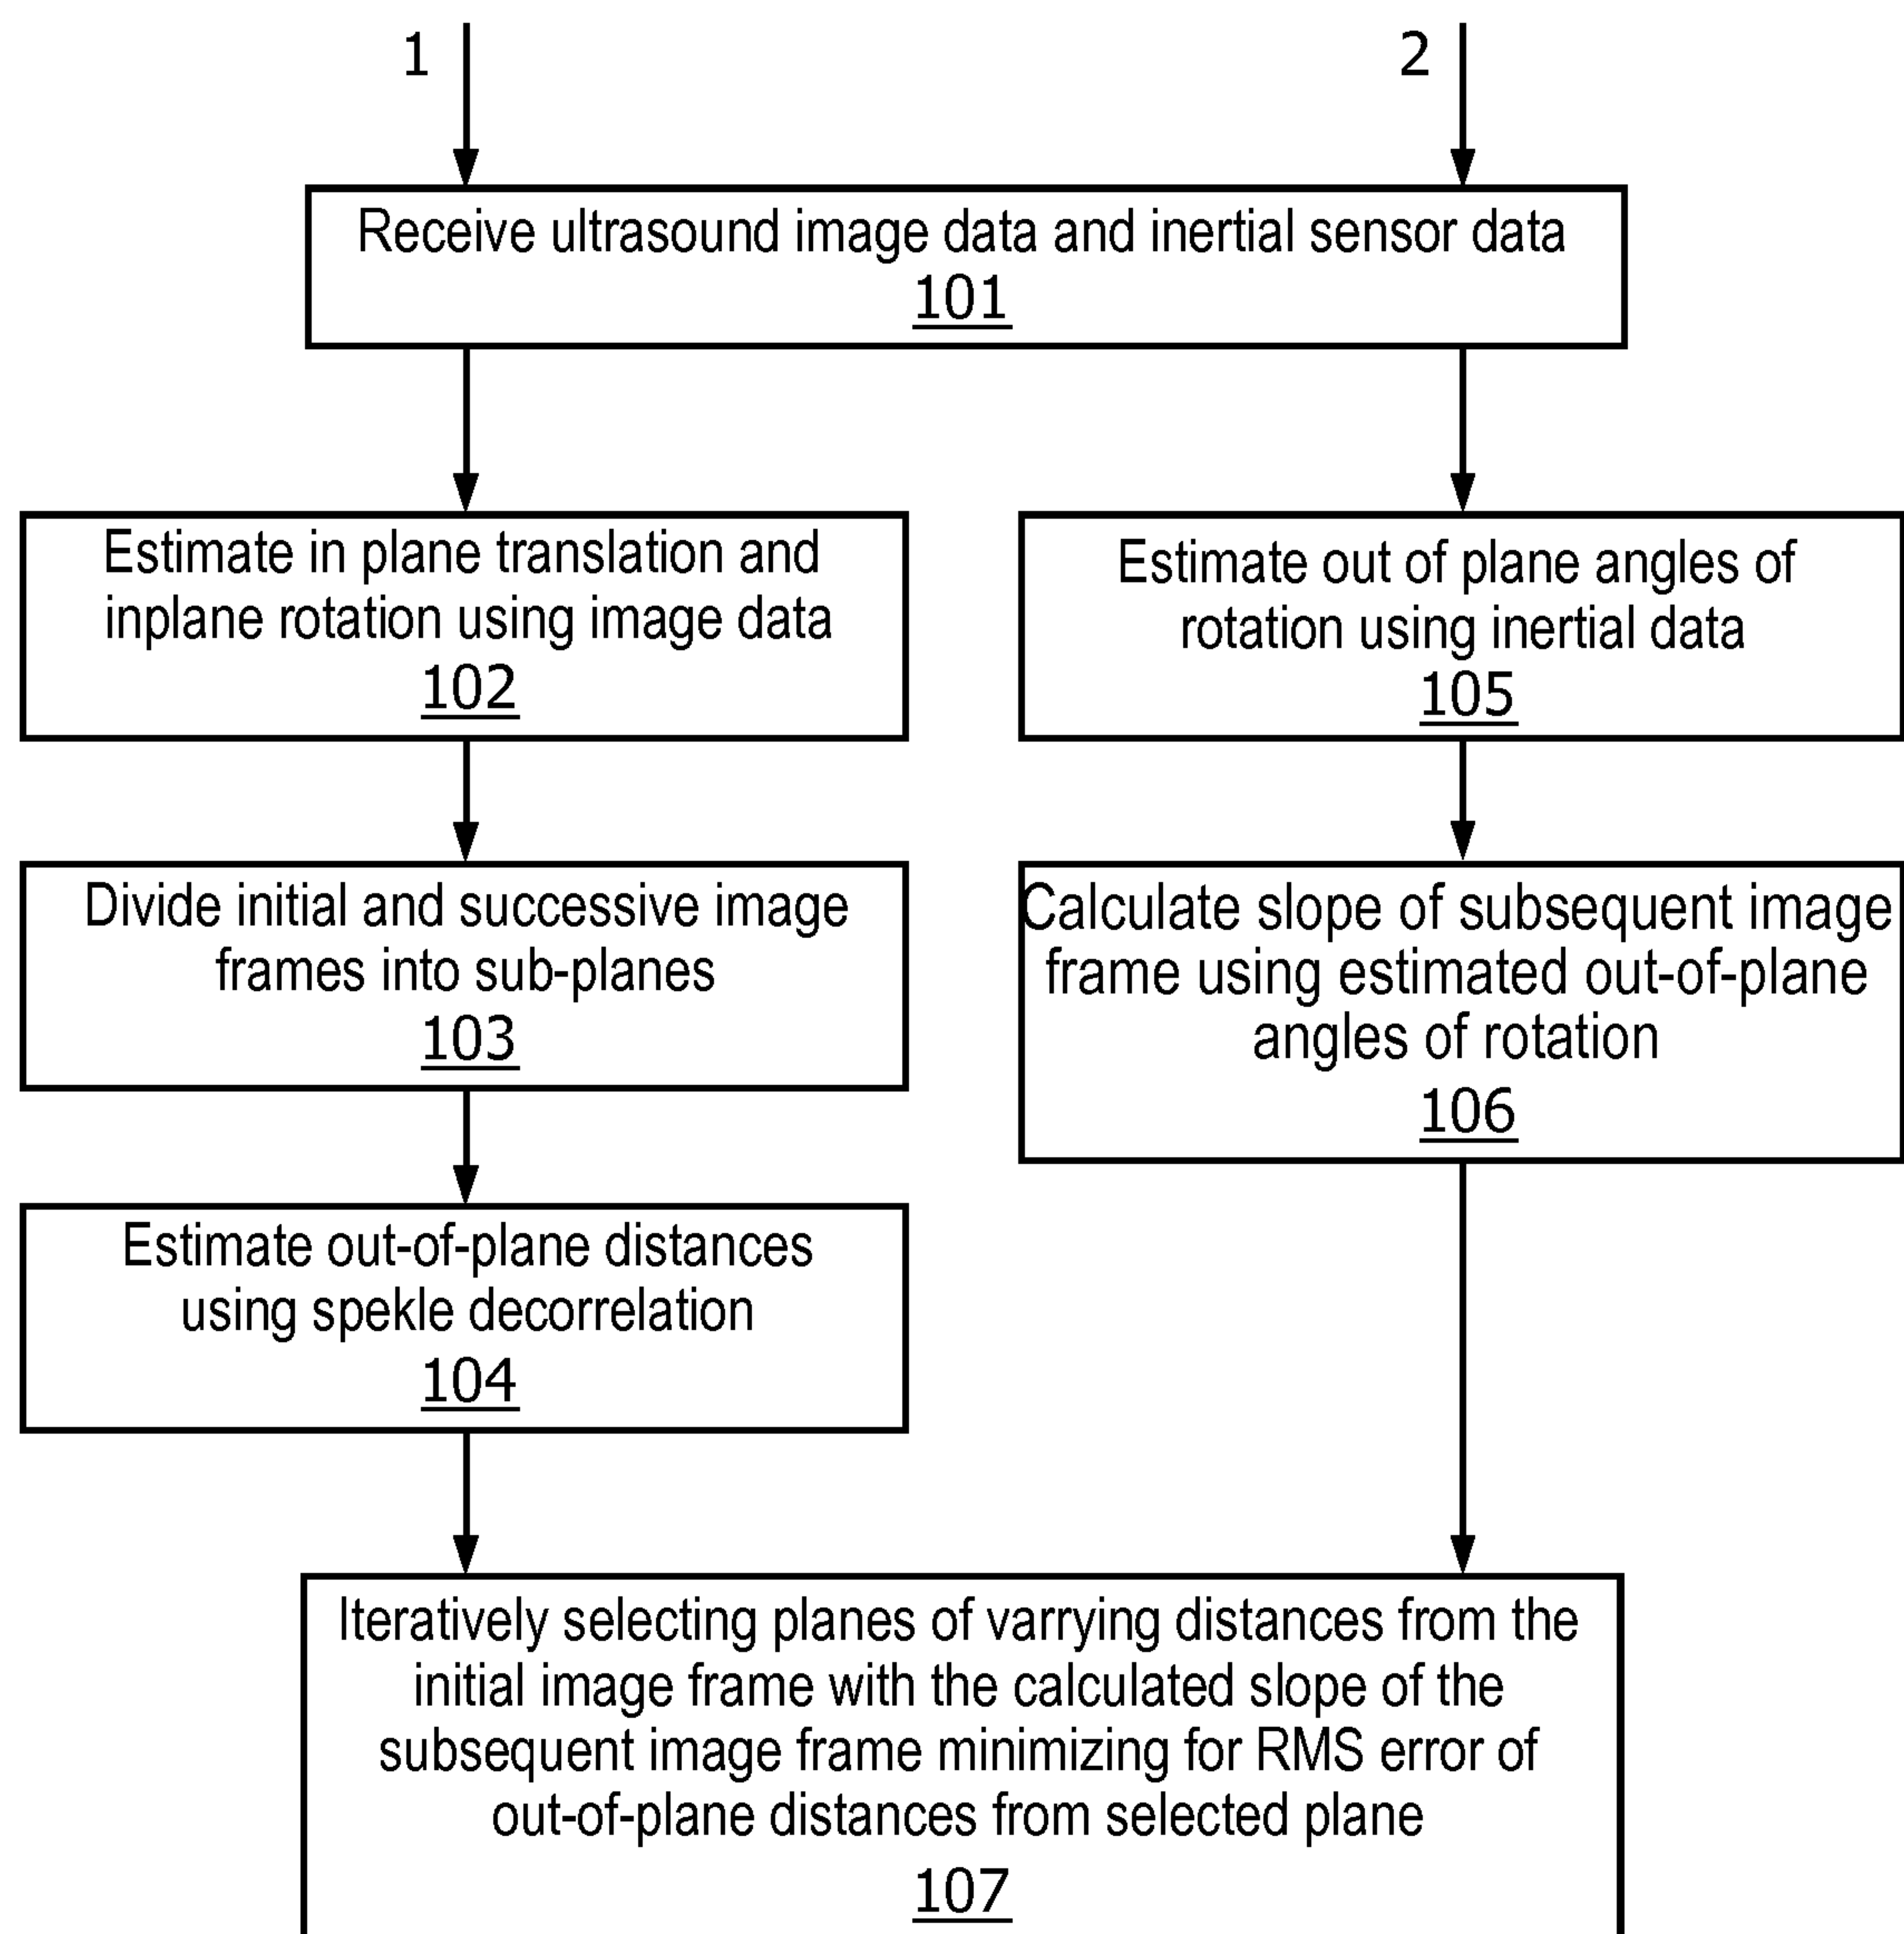 1
2
Receive ultrasound image data and inertial sensor data
101
Estimate in plane translation and
inplane rotation using image data
102
Estimate out of plane angles of
rotation using inertial data
105
Divide initial and successive image
frames into sub-planes
103
Calculate slope of subsequent image
frame using estimated out-of-plane
angles of rotation
106
Estimate out-of-plane distances
using spekle decorrelation
104
Iteratively selecting planes of varrying distances from the
initial image frame with the calculated slope of the
subsequent image frame minimizing for RMS error of
out-of-plane distances from selected plane
107